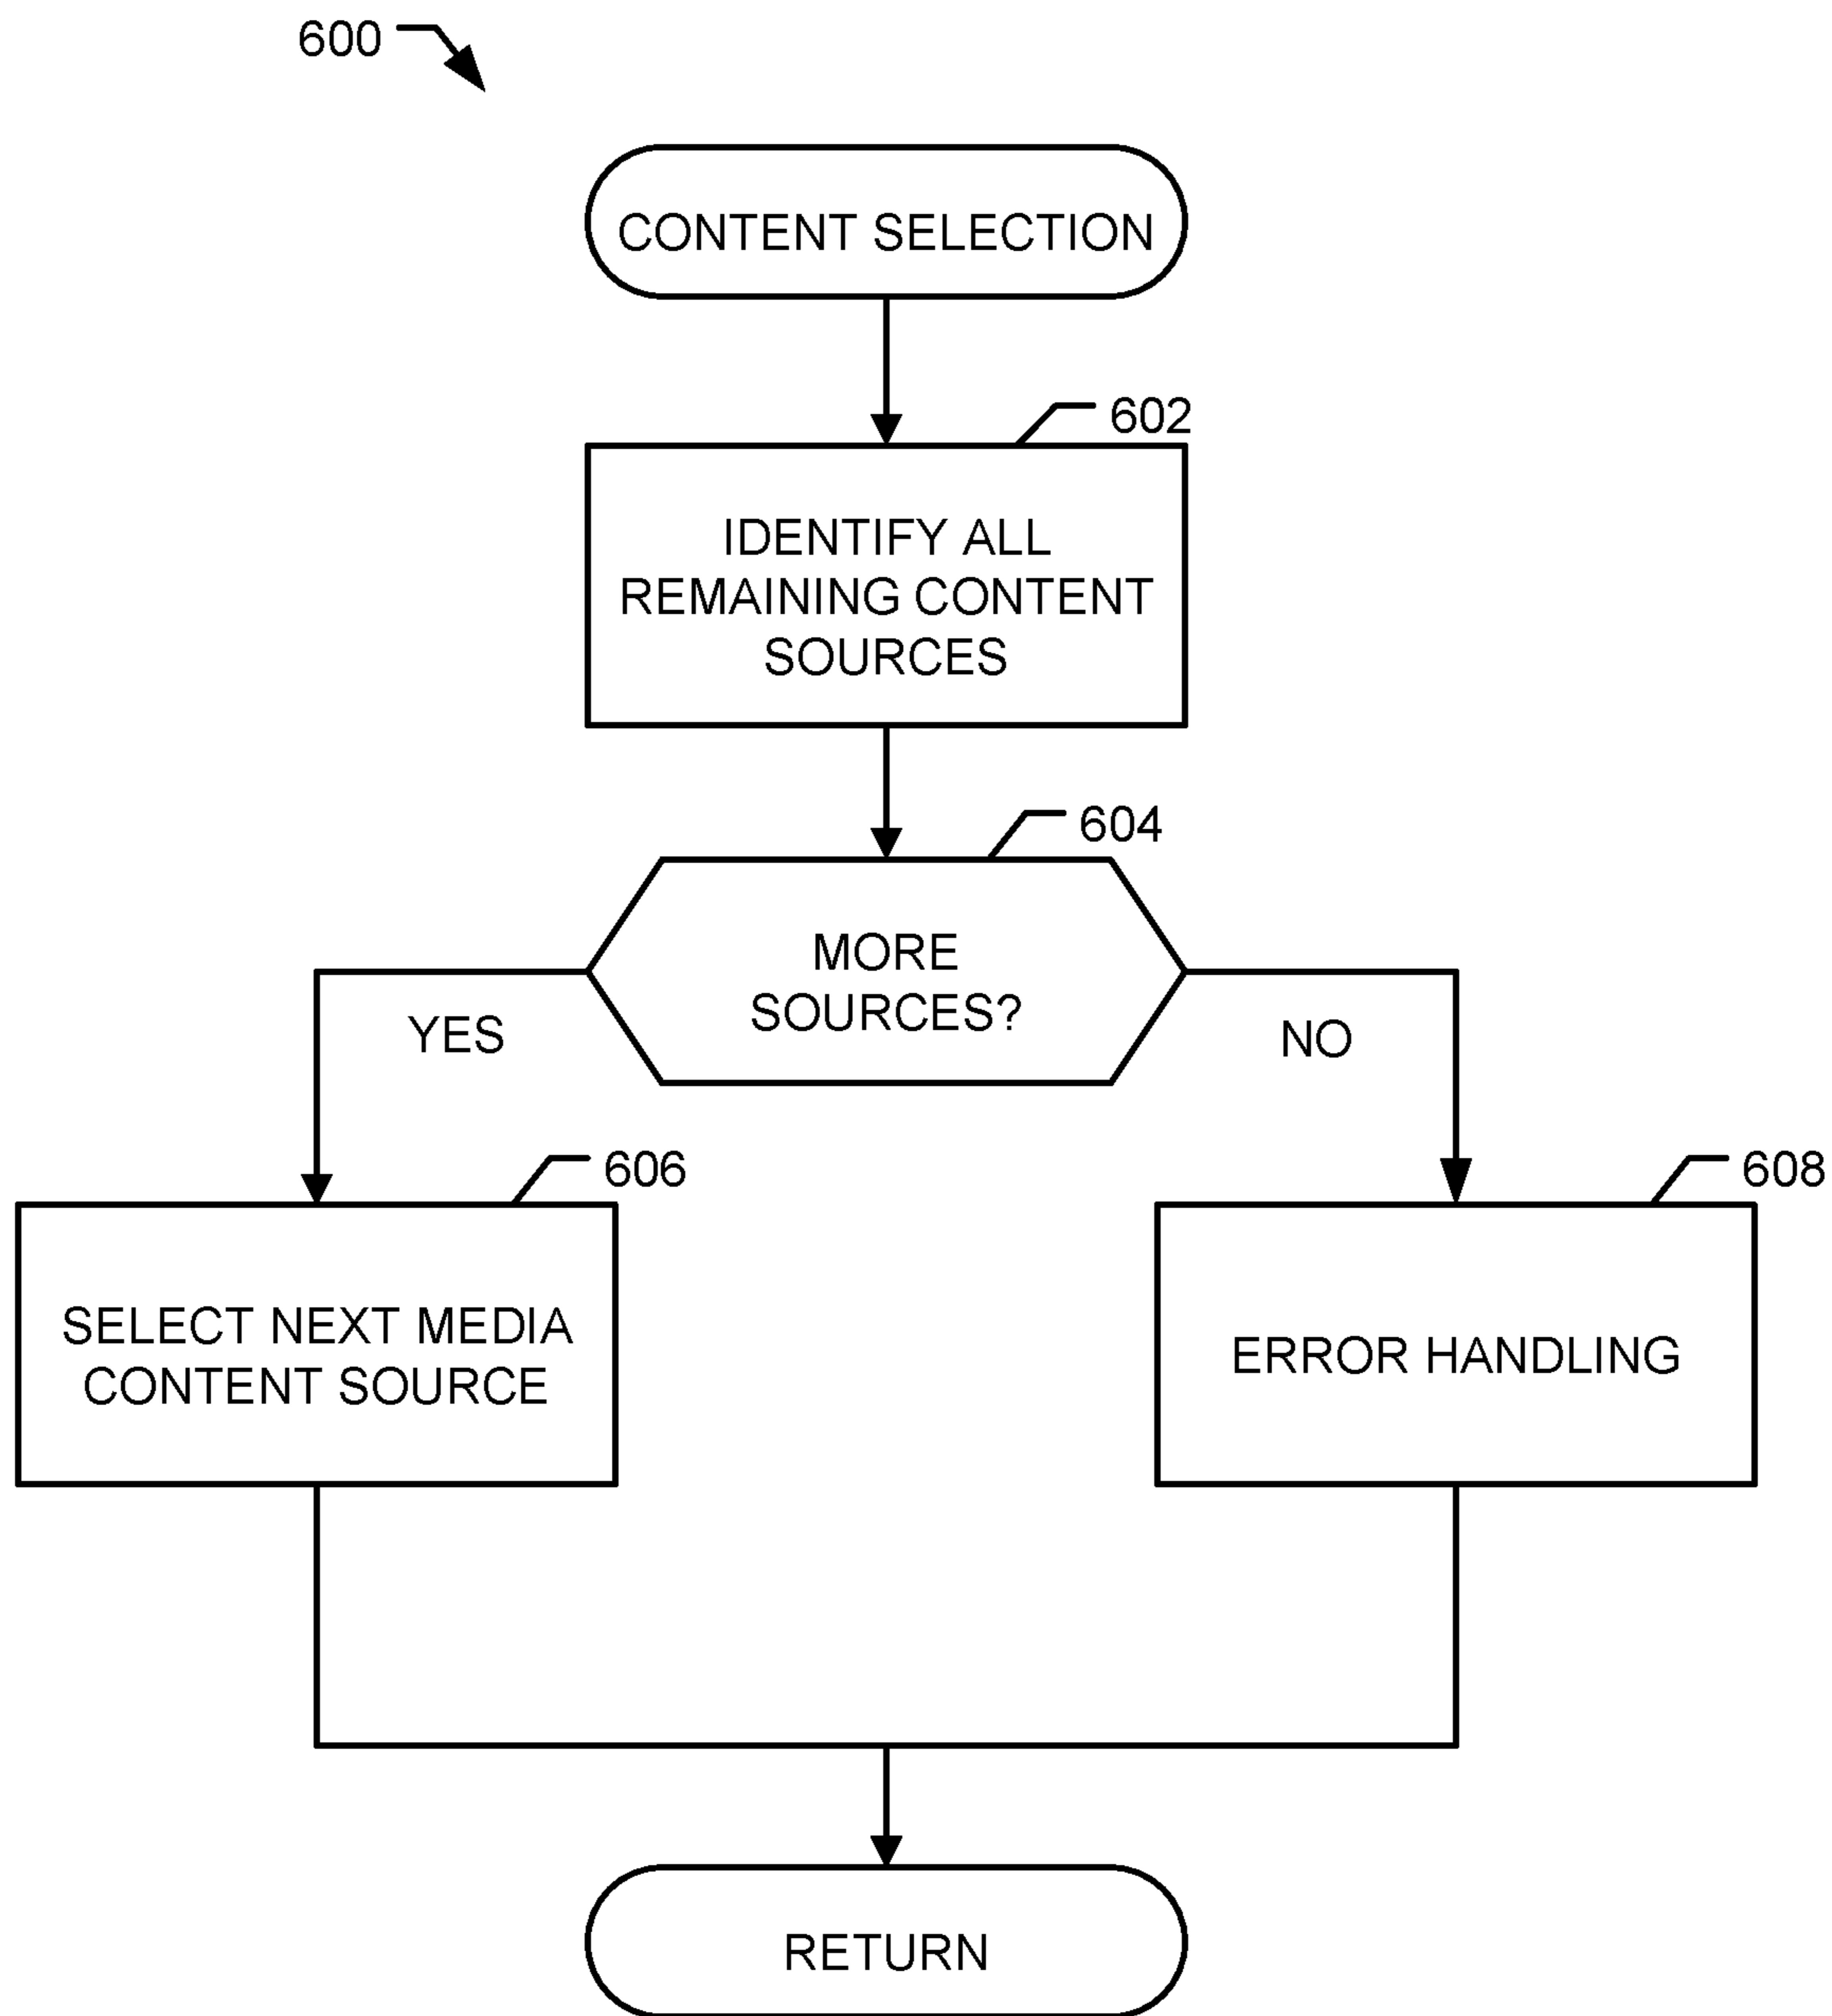 600
CONTENT SELECTION
602
IDENTIFY ALL
REMAINING CONTENT
SOURCES
604
MORE
SOURCES?
YES
NO
606
608
SELECT NEXT MEDIA
CONTENT SOURCE
ERROR HANDLING
RETURN